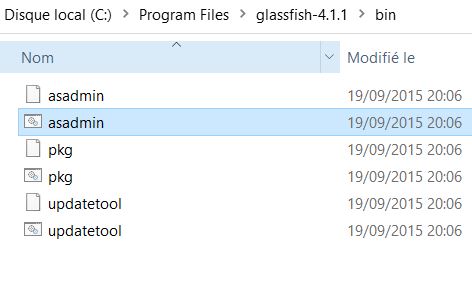 Disque local (C:) > Program Files > glassfish-4.1.1 > bin
Nom Modifié le
asadmin 19/09/2015 20:06
asadmin 19/09/2015 20:06
pkg 19/09/2015 20:06
pkg 19/09/2015 20:06
updatetool 19/09/2015 20:06
updatetool 19/09/2015 20:06